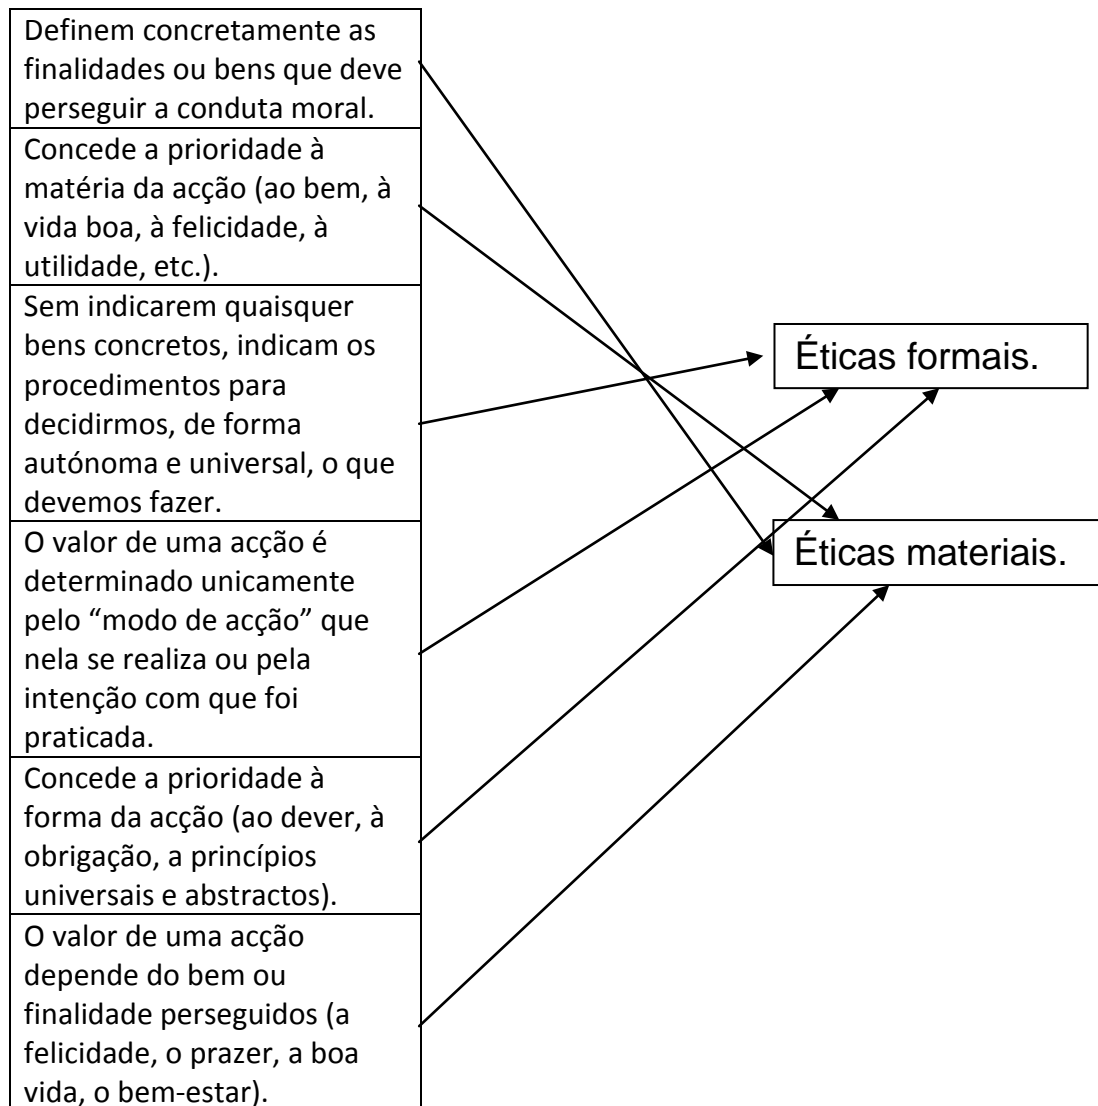 Definem concretamente as
finalidades ou bens que deve
perseguir a conduta moral.
Concede a prioridade à
matéria da acção (ao bem, à
vida boa, à felicidade, à
utilidade, etc.).
Sem indicarem quaisquer
bens concretos, indicam os
procedimentos para
decidirmos, de forma
autónoma e universal, o que
devemos fazer.
O valor de uma acção é
determinado unicamente
pelo “modo de acção” que
nela se realiza ou pela
intenção com que foi
praticada.
Concede a prioridade à
forma da acção (ao dever, à
obrigação, a princípios
universais e abstractos).
O valor de uma acção
depende do bem ou
finalidade perseguidos (a
felicidade, o prazer, a boa
vida, o bem-estar).
Éticas formais.
Éticas materiais.